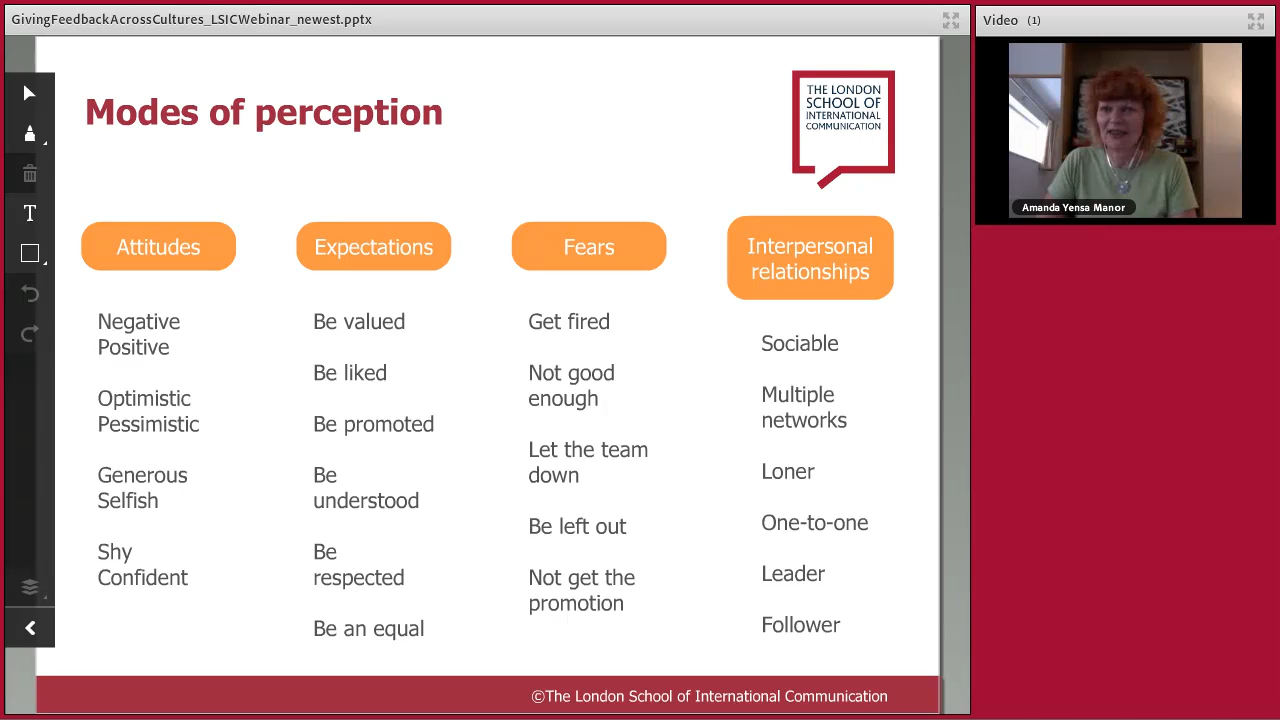 GivingFeedbackAcrossCultures_LSICWebinar_newest.pptx
Video (1)
Modes of perception
THE LONDON
SCHOOL OF
INTERNATIONAL
COMMUNICATION
Amanda Yensa Manor
T
Attitudes
Negative
Positive
Optimistic
Pessimistic
Generous
Selfish
Shy
Confident
Expectations
Be valued
Be liked
Be promoted
Be
understood
Be
respected
Be an equal
Fears
Get fired
Not good
enough
Let the team
down
Be left out
Not get the
promotion
Interpersonal
relationships
Sociable
Multiple
networks
Loner
One-to-one
Leader
Follower
©The London School of International Communication